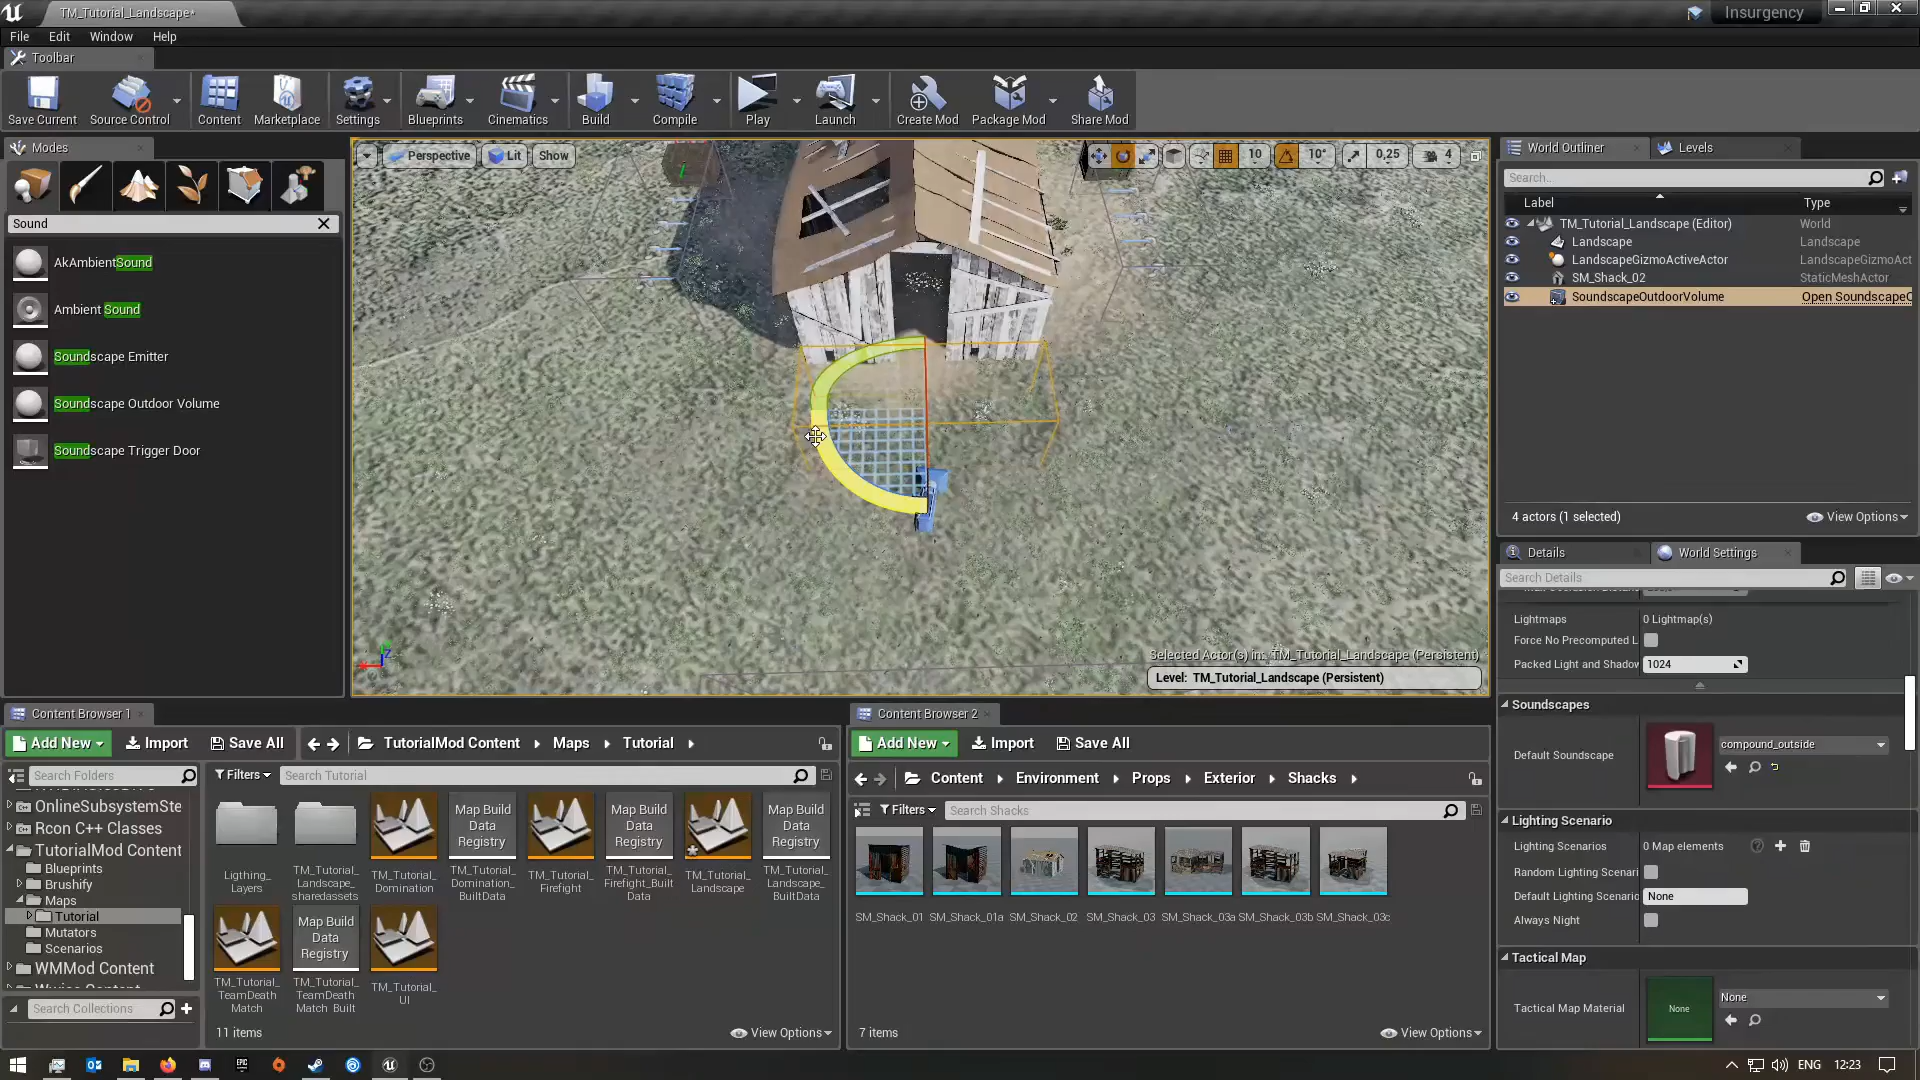 TM_Tutorial_Landscape*
Insurgency
File Edit Window Help
Toolbar
Save Current Source Control Content Marketplace Settings Blueprints Cinematics Build Compile Play Launch Create Mod Package Mod Share Mod
Modes
Sound
AkAmbientSound
Ambient Sound
Soundscape Emitter
Soundscape Outdoor Volume
Soundscape Trigger Door
Perspective Lit Show
10 10° 0,25 4
Selected Actor(s) in: TM_Tutorial_Landscape (Persistent)
Level: TM_Tutorial_Landscape (Persistent)
World Outliner Levels
Search..
Label Type
TM_Tutorial_Landscape (Editor) World
Landscape Landscape
LandscapeGizmoActiveActor LandscapeGizmoAct
SM_Shack_02 StaticMeshActor
SoundscapeOutdoorVolume Open SoundscapeO
4 actors (1 selected) View Options
Details World Settings
Search Details
Lightmaps 0 Lightmap(s)
Force No Precomputed L
Packed Light and Shadow 1024
Soundscapes
Default Soundscape compound_outside
Lighting Scenario
Lighting Scenarios 0 Map elements
Random Lighting Scenari
Default Lighting Scenario None
Always Night
Tactical Map
Tactical Map Material None None
Content Browser 1
Add New Import Save All TutorialMod Content Maps Tutorial
Search Folders
Filters Search Tutorial
OnlineSubsystemSte
Rcon C++ Classes
TutorialMod Content
Blueprints
Brushify
Maps
Tutorial
Mutators
Scenarios
WMMod Content
Search Collections
Ligthing_
Layers
TM_Tutorial_
Landscape_
sharedassets
TM_Tutorial_
Domination
Map Build
Data
Registry
TM_Tutorial_
Domination_
BuiltData
TM_Tutorial_
Firefight
Map Build
Data
Registry
TM_Tutorial_
Firefight_Built
Data
TM_Tutorial_
Landscape
Map Build
Data
Registry
TM_Tutorial_
Landscape_
BuiltData
TM_Tutorial_
TeamDeath
Match
Map Build
Data
Registry
TM_Tutorial_
TeamDeath
Match_Built
TM_Tutorial_
UI
11 items View Options
Content Browser 2
Add New Import Save All
Content Environment Props Exterior Shacks
Filters Search Shacks
SM_Shack_01 SM_Shack_01a SM_Shack_02 SM_Shack_03 SM_Shack_03a SM_Shack_03b SM_Shack_03c
7 items View Options
EPIC
ENG 12:23